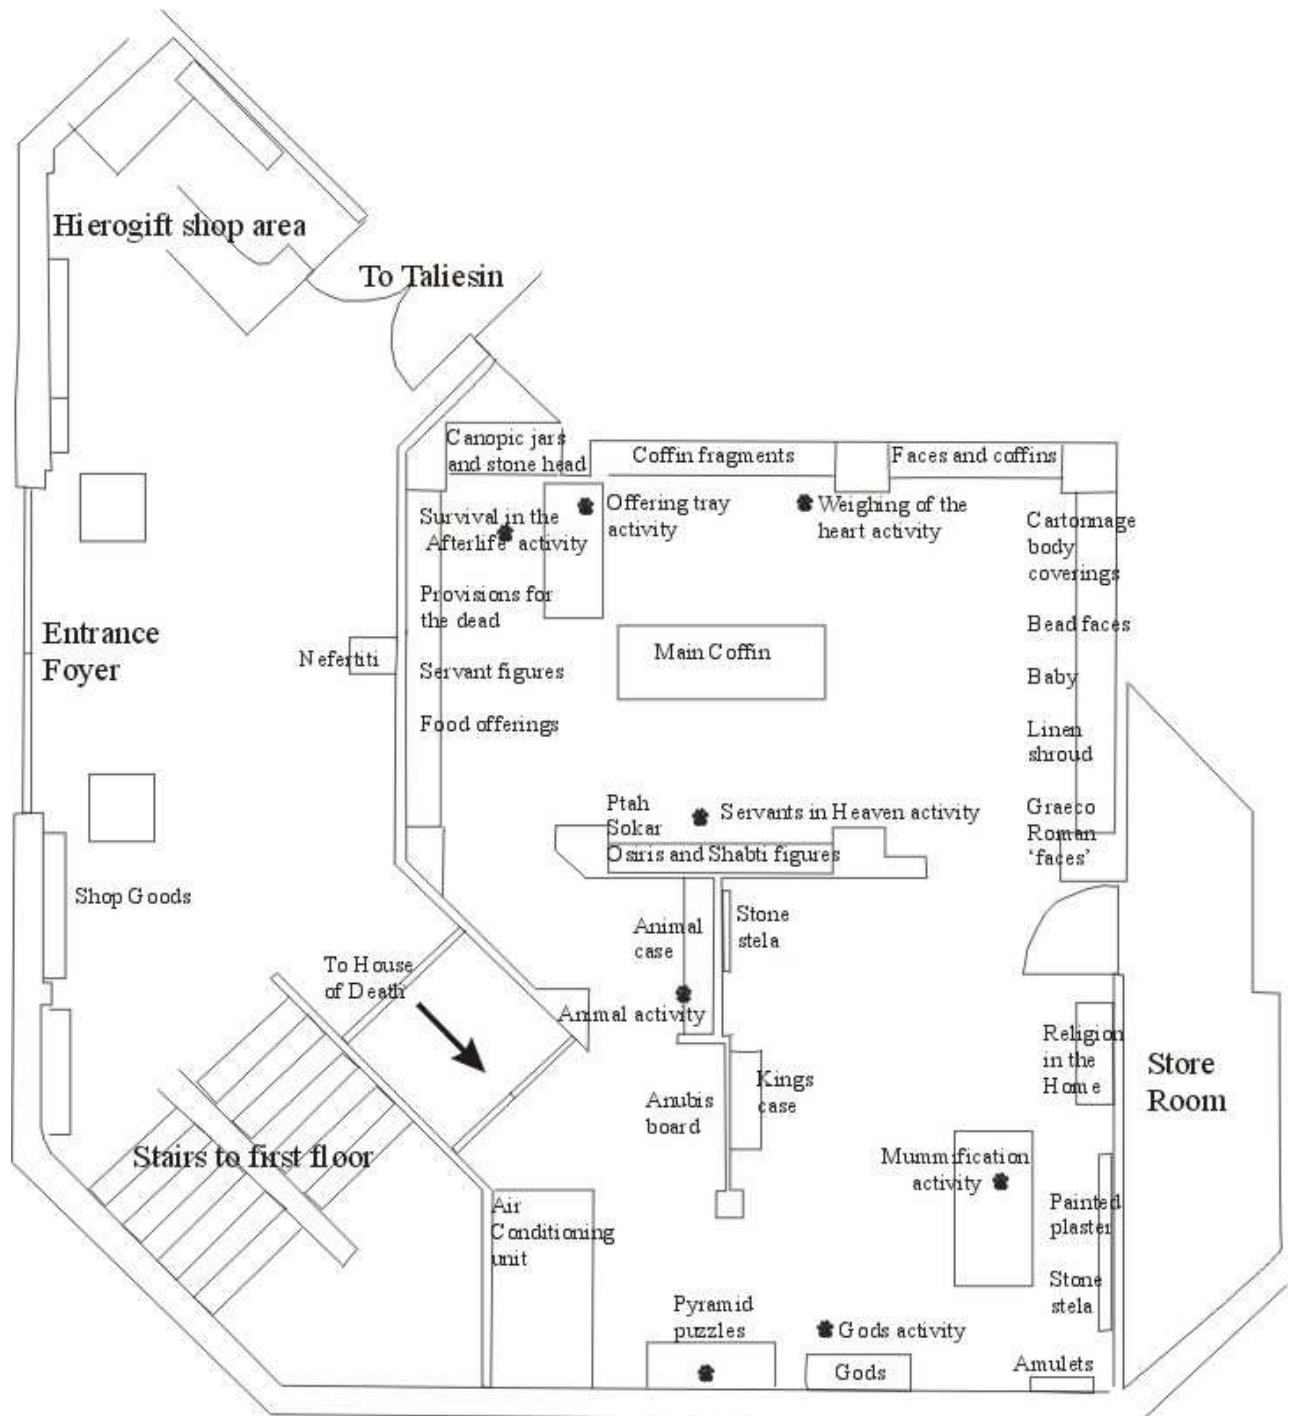 Hierogift shop area
To Taliesin
Canopic jars
and stone head
Coffin fragments
Faces and coffins
Survival in the
Afterlife activity
Offering tray
activity
Weighing of the
heart activity
Cartonnage
body
coverings
Provisions for
the dead
Bead faces
Entrance
Foyer
Nefertiti
Servant figures
Main Coffin
Baby
Food offerings
Linen
shroud
Ptah
Sokar
Osiris and Shabti figures
Servants in Heaven activity
Graeco
Roman
‘faces’
Shop Goods
Animal
case
Stone
stela
To House
of Death
Animal activity
Religion
in the
Home
Store
Room
Anubis
board
Kings
case
Stairs to first floor
Mummification
activity
Air
Conditioning
unit
Painted
plaster
Stone
stela
Pyramid
puzzles
Gods activity
Gods
Amulets